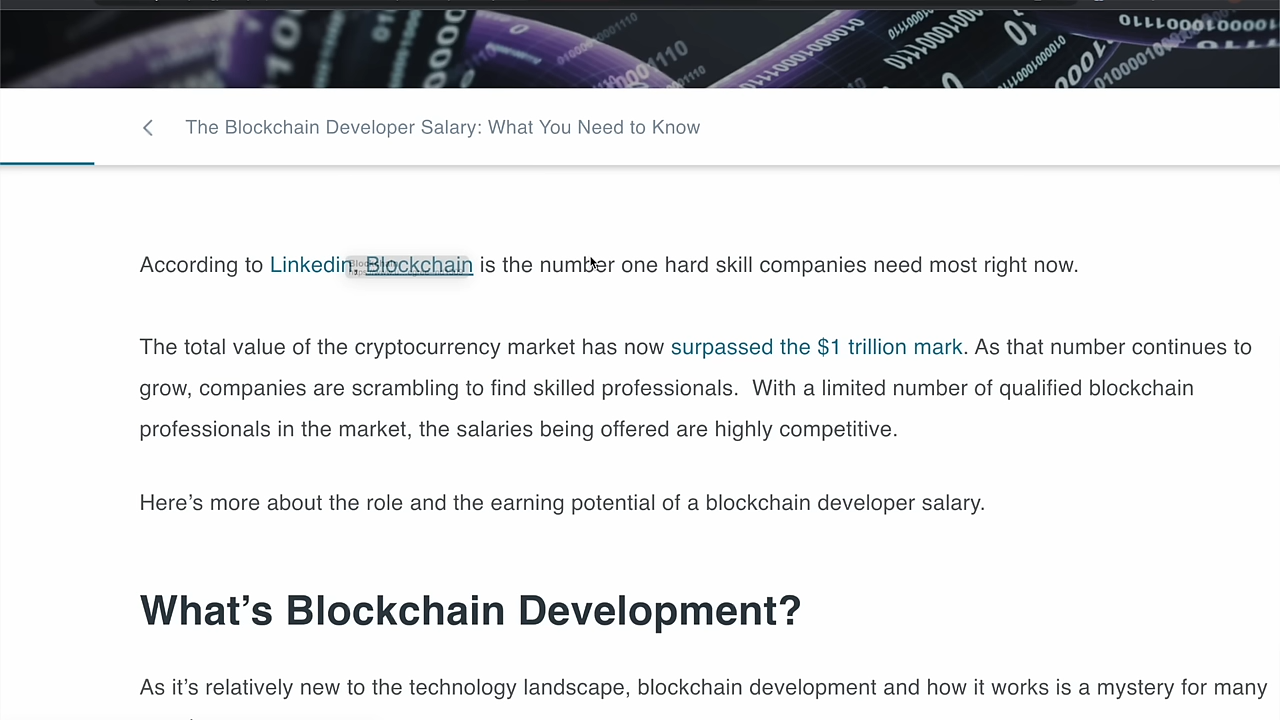 The Blockchain Developer Salary: What You Need to Know
According to Linkedin, Blockchain is the number one hard skill companies need most right now.
The total value of the cryptocurrency market has now surpassed the $1 trillion mark. As that number continues to
grow, companies are scrambling to find skilled professionals. With a limited number of qualified blockchain
professionals in the market, the salaries being offered are highly competitive.
Here’s more about the role and the earning potential of a blockchain developer salary.
What’s Blockchain Development?
As it’s relatively new to the technology landscape, blockchain development and how it works is a mystery for many